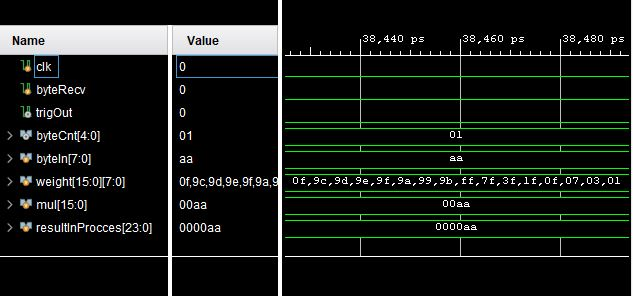 Name Value 38,440 ps 38,460 ps 38,480 ps
clk 0
byteRecv 0
trigOut 0
byteCnt[4:0] 01 01
byteIn[7:0] aa aa
weight[15:0][7:0] 0f,9c,9d,9e,9f,9a,9 0f,9c,9d,9e,9f,9a,99,9b,ff,7f,3f,1f,0f,07,03,01
mul[15:0] 00aa 00aa
resultInProcces[23:0] 0000aa 0000aa